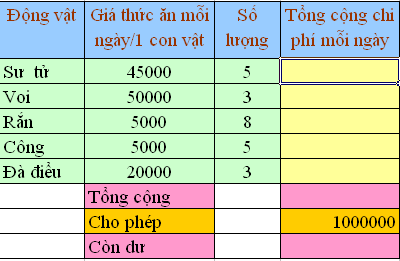 Động vật Giá thức ăn mỗi ngày/1 con vật Số lượng Tổng cộng chi phí mỗi ngày
Sư tử 45000 5
Voi 50000 3
Rắn 5000 8
Công 5000 5
Đà điểu 20000 3
Tổng cộng
Cho phép 1000000
Còn dư